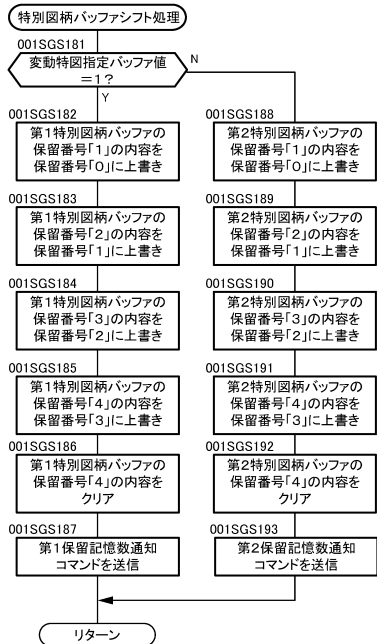 特別図柄バッファシフト処理
001SGS181
変動特図指定バッファ値
＝1？
N
Y
001SGS182
第1特別図柄バッファの
保留番号「1」の内容を
保留番号「0」に上書き
001SGS183
第1特別図柄バッファの
保留番号「2」の内容を
保留番号「1」に上書き
001SGS184
第1特別図柄バッファの
保留番号「3」の内容を
保留番号「2」に上書き
001SGS185
第1特別図柄バッファの
保留番号「4」の内容を
保留番号「3」に上書き
001SGS186
第1特別図柄バッファの
保留番号「4」の内容を
クリア
001SGS187
第1保留記憶数通知
コマンドを送信
001SGS188
第2特別図柄バッファの
保留番号「1」の内容を
保留番号「0」に上書き
001SGS189
第2特別図柄バッファの
保留番号「2」の内容を
保留番号「1」に上書き
001SGS190
第2特別図柄バッファの
保留番号「3」の内容を
保留番号「2」に上書き
001SGS191
第2特別図柄バッファの
保留番号「4」の内容を
保留番号「3」に上書き
001SGS192
第2特別図柄バッファの
保留番号「4」の内容を
クリア
001SGS193
第2保留記憶数通知
コマンドを送信
リターン